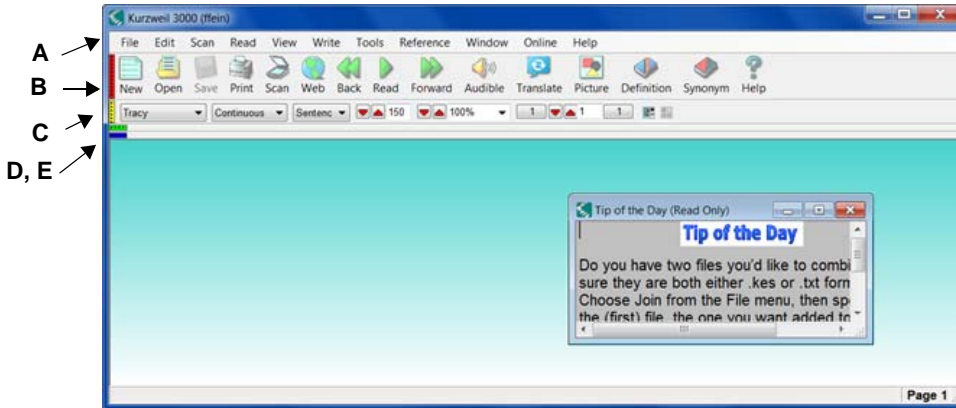 Kurzweil 3000 (ffein)
A
File Edit Scan Read View Write Tools Reference Window Online Help
B
New Open Save Print Scan Web Back Read Forward Audible Translate Picture Definition Synonym Help
C
Tracy Continuous Sentenc 150 100% 1 1 1
D, E
Tip of the Day (Read Only)
Tip of the Day
Do you have two files you'd like to combi
sure they are both either .kes or .txt form
Choose Join from the File menu, then sp
the (first) file, the one you want added to
Page 1